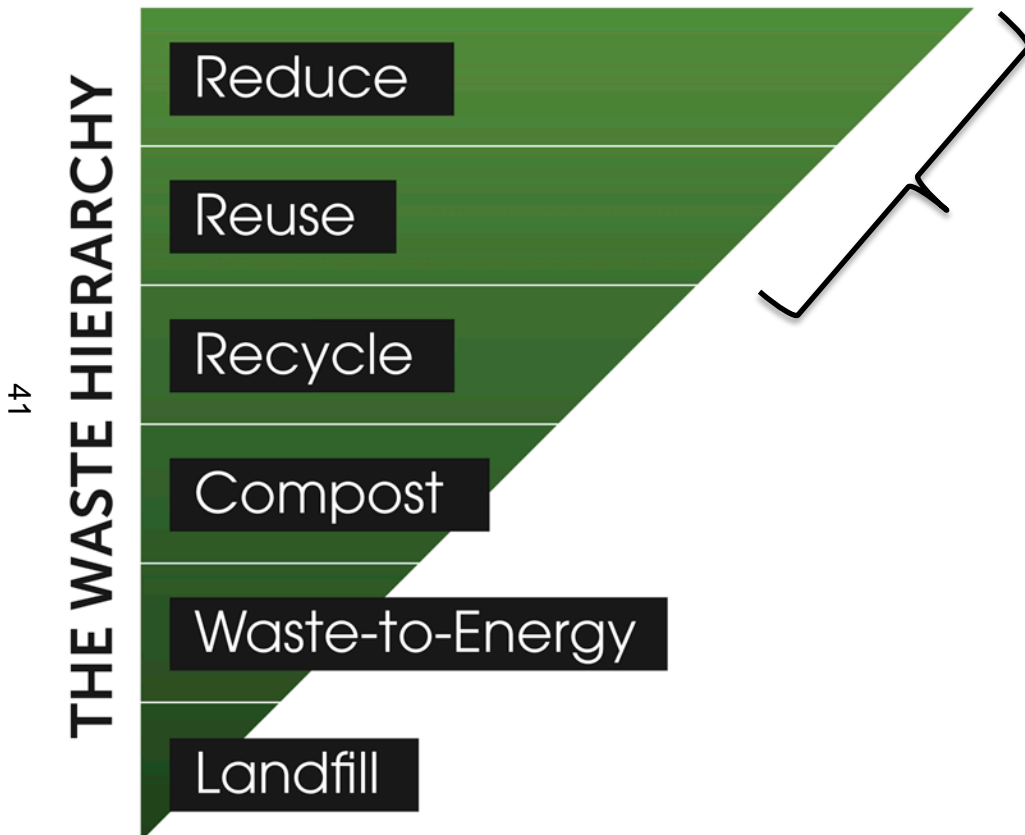 THE WASTE HIERARCHY
Reduce
Reuse
Recycle
Compost
Waste-to-Energy
Landfill
41